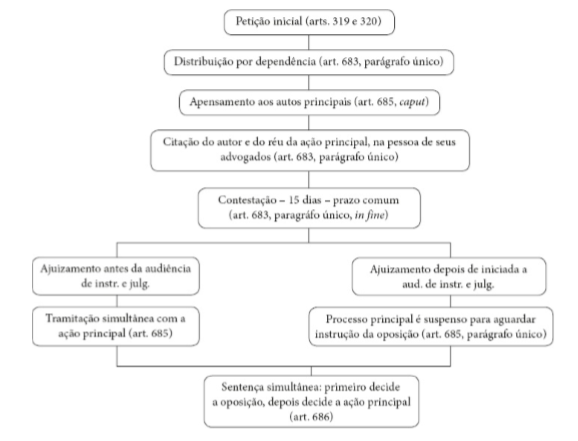 Petição inicial (arts. 319 e 320)
Distribuição por dependência (art. 683, parágrafo único)
Apensamento aos autos principais (art. 685, caput)
Citação do autor e do réu da ação principal, na pessoa de seus
advogados (art. 683, parágrafo único)
Contestação – 15 dias – prazo comum
(art. 683, paragráfo único, in fine)
Ajuizamento antes da audiência
de instr. e julg.
Ajuizamento depois de iniciada a
aud. de instr. e julg.
Tramitação simultânea com a
ação principal (art. 685)
Processo principal é suspenso para aguardar
instrução da oposição (art. 685, parágrafo único)
Sentença simultânea: primeiro decide
a oposição, depois decide a ação principal
(art. 686)